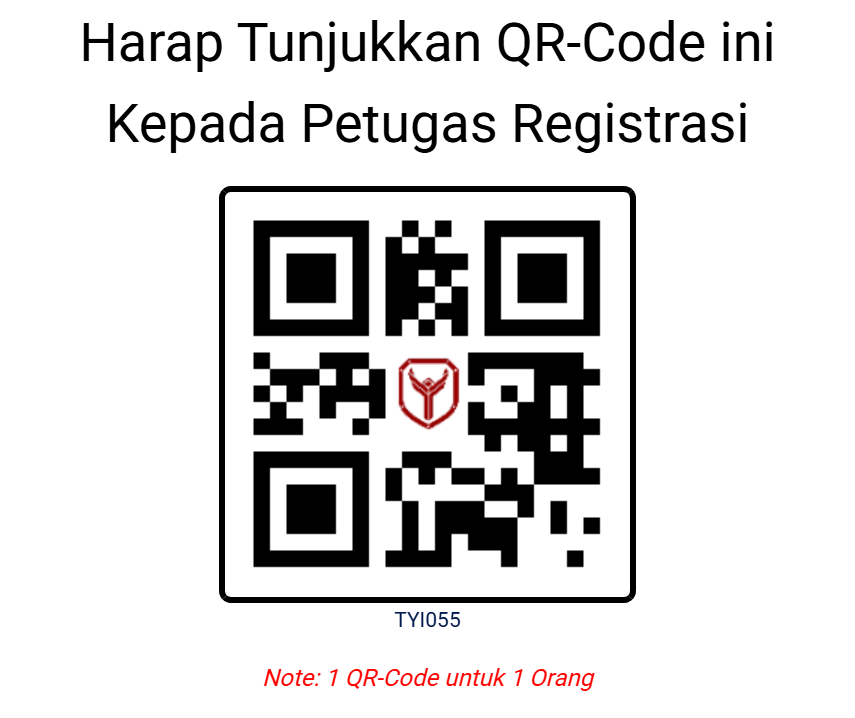 Harap Tunjukkan QR-Code ini
Kepada Petugas Registrasi
TYI055
Note: 1 QR-Code untuk 1 Orang